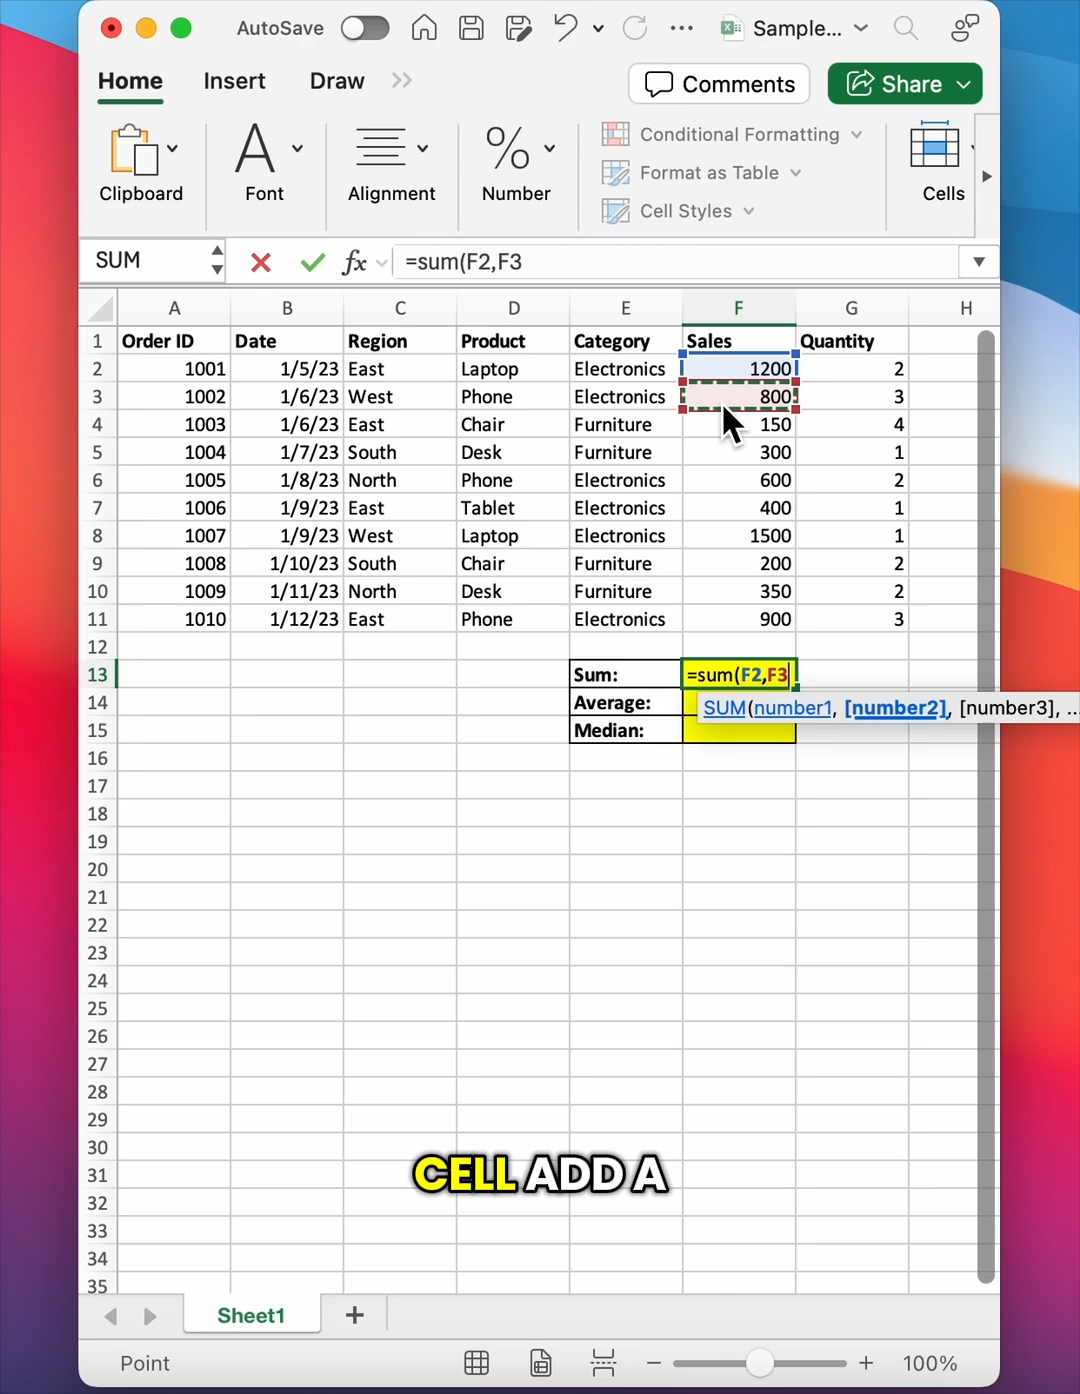 AutoSave Sample...
Home Insert Draw Comments Share
Clipboard Font Alignment Number Conditional Formatting Format as Table Cell Styles Cells
SUM fx =sum(F2,F3
A B C D E F G H
1 Order ID Date Region Product Category Sales Quantity
2 1001 1/5/23 East Laptop Electronics 1200 2
3 1002 1/6/23 West Phone Electronics 800 3
4 1003 1/6/23 East Chair Furniture 150 4
5 1004 1/7/23 South Desk Furniture 300 1
6 1005 1/8/23 North Phone Electronics 600 2
7 1006 1/9/23 East Tablet Electronics 400 1
8 1007 1/9/23 West Laptop Electronics 1500 1
9 1008 1/10/23 South Chair Furniture 200 2
10 1009 1/11/23 North Desk Furniture 350 2
11 1010 1/12/23 East Phone Electronics 900 3
12
13 Sum: =sum(F2,F3
14 Average: SUM(number1, [number2], [number3], ...
15 Median:
16
17
18
19
20
21
22
23
24
25
26
27
28
29
30
31 CELL ADD A
32
33
34
35
Sheet1 +
Point 100%